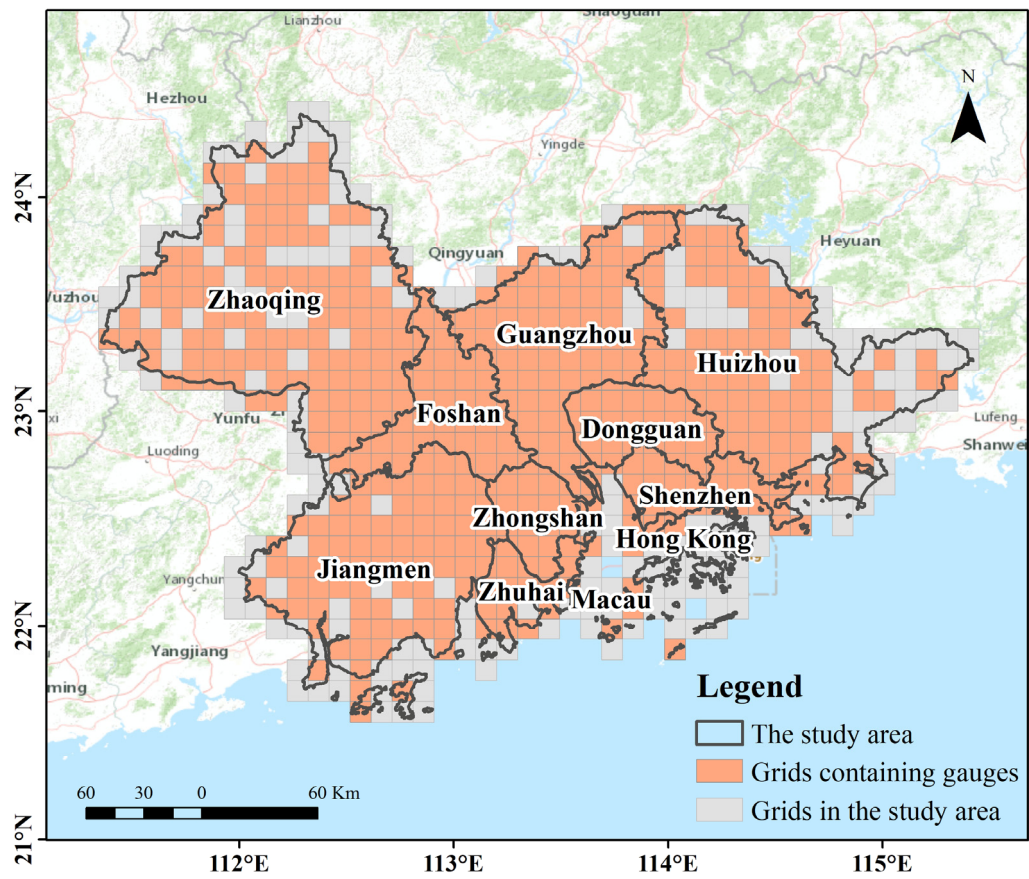 Lianzhou
Shaoguan
Hezhou
N
Yingde
24°N
Heyuan
Qingyuan
Zhaoqing
Guangzhou
Huizhou
23°N
Foshan
Yunfu
Dongguan
Lufeng
Shanwei
Luoding
Shenzhen
Zhongshan
Hong Kong
Jiangmen
Zhuhai
Macau
22°N
Yangjiang
Legend
The study area
Grids containing gauges
Grids in the study area
60 30 0 60 Km
21°N
112°E 113°E 114°E 115°E